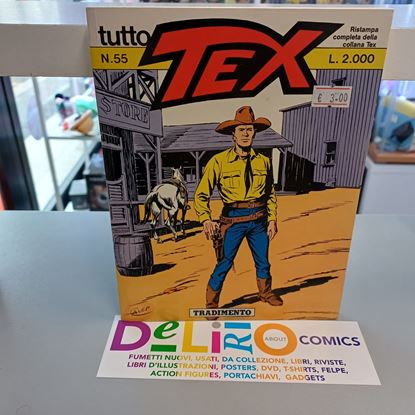 tutto
TEX
Ristampa
completa della
collana Tex
N.55
L. 2.000
€ 3.00
STORE
TRADIMENTO
DELiRiO
ABOUT
COMICS
FUMETTI NUOVI, USATI, DA COLLEZIONE, LIBRI, RIVISTE,
LIBRI D'ILLUSTRAZIONI, POSTERS, DVD, T-SHIRTS, FELPE,
ACTION FIGURES, PORTACHIAVI, GADGETS